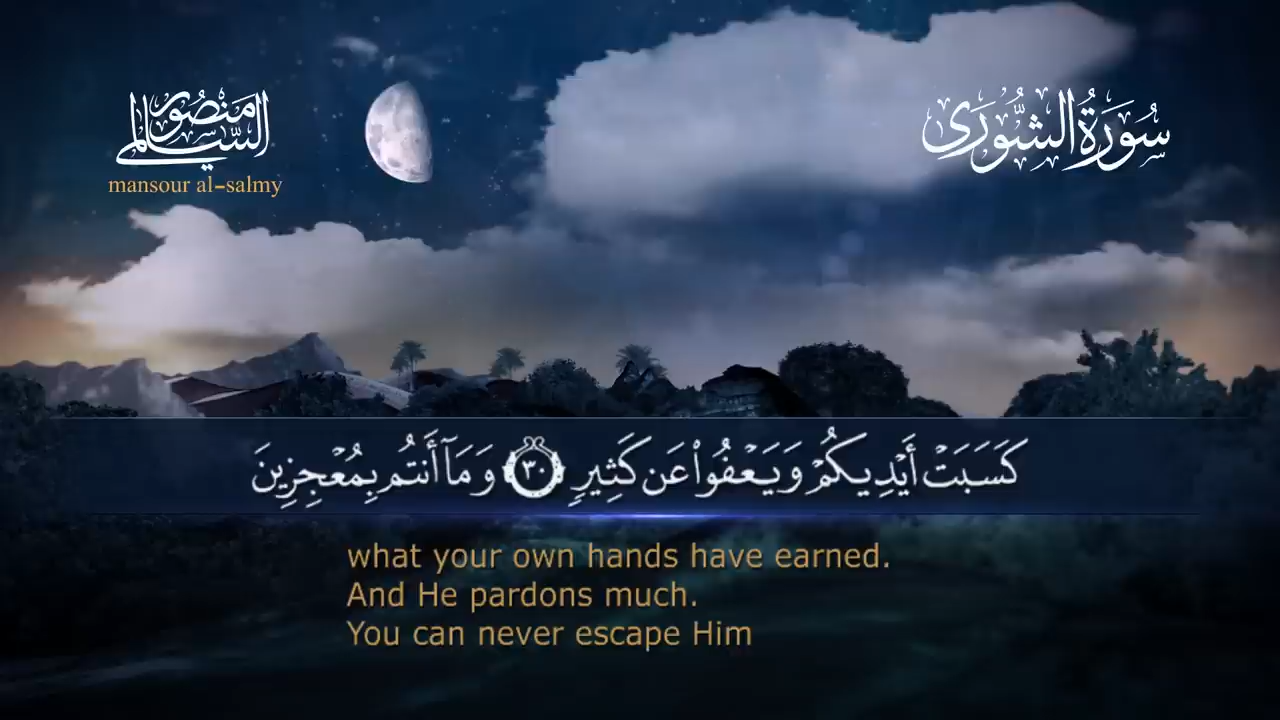 منصور السالمي
mansour al-salmy
سُورَةُ الشُّورَى
كَسَبَتْ أَيْدِيكُمْ وَيَعْفُوا۟ عَن كَثِيرٍ ٣٠ وَمَآ أَنتُم بِمُعْجِزِينَ
what your own hands have earned.
And He pardons much.
You can never escape Him